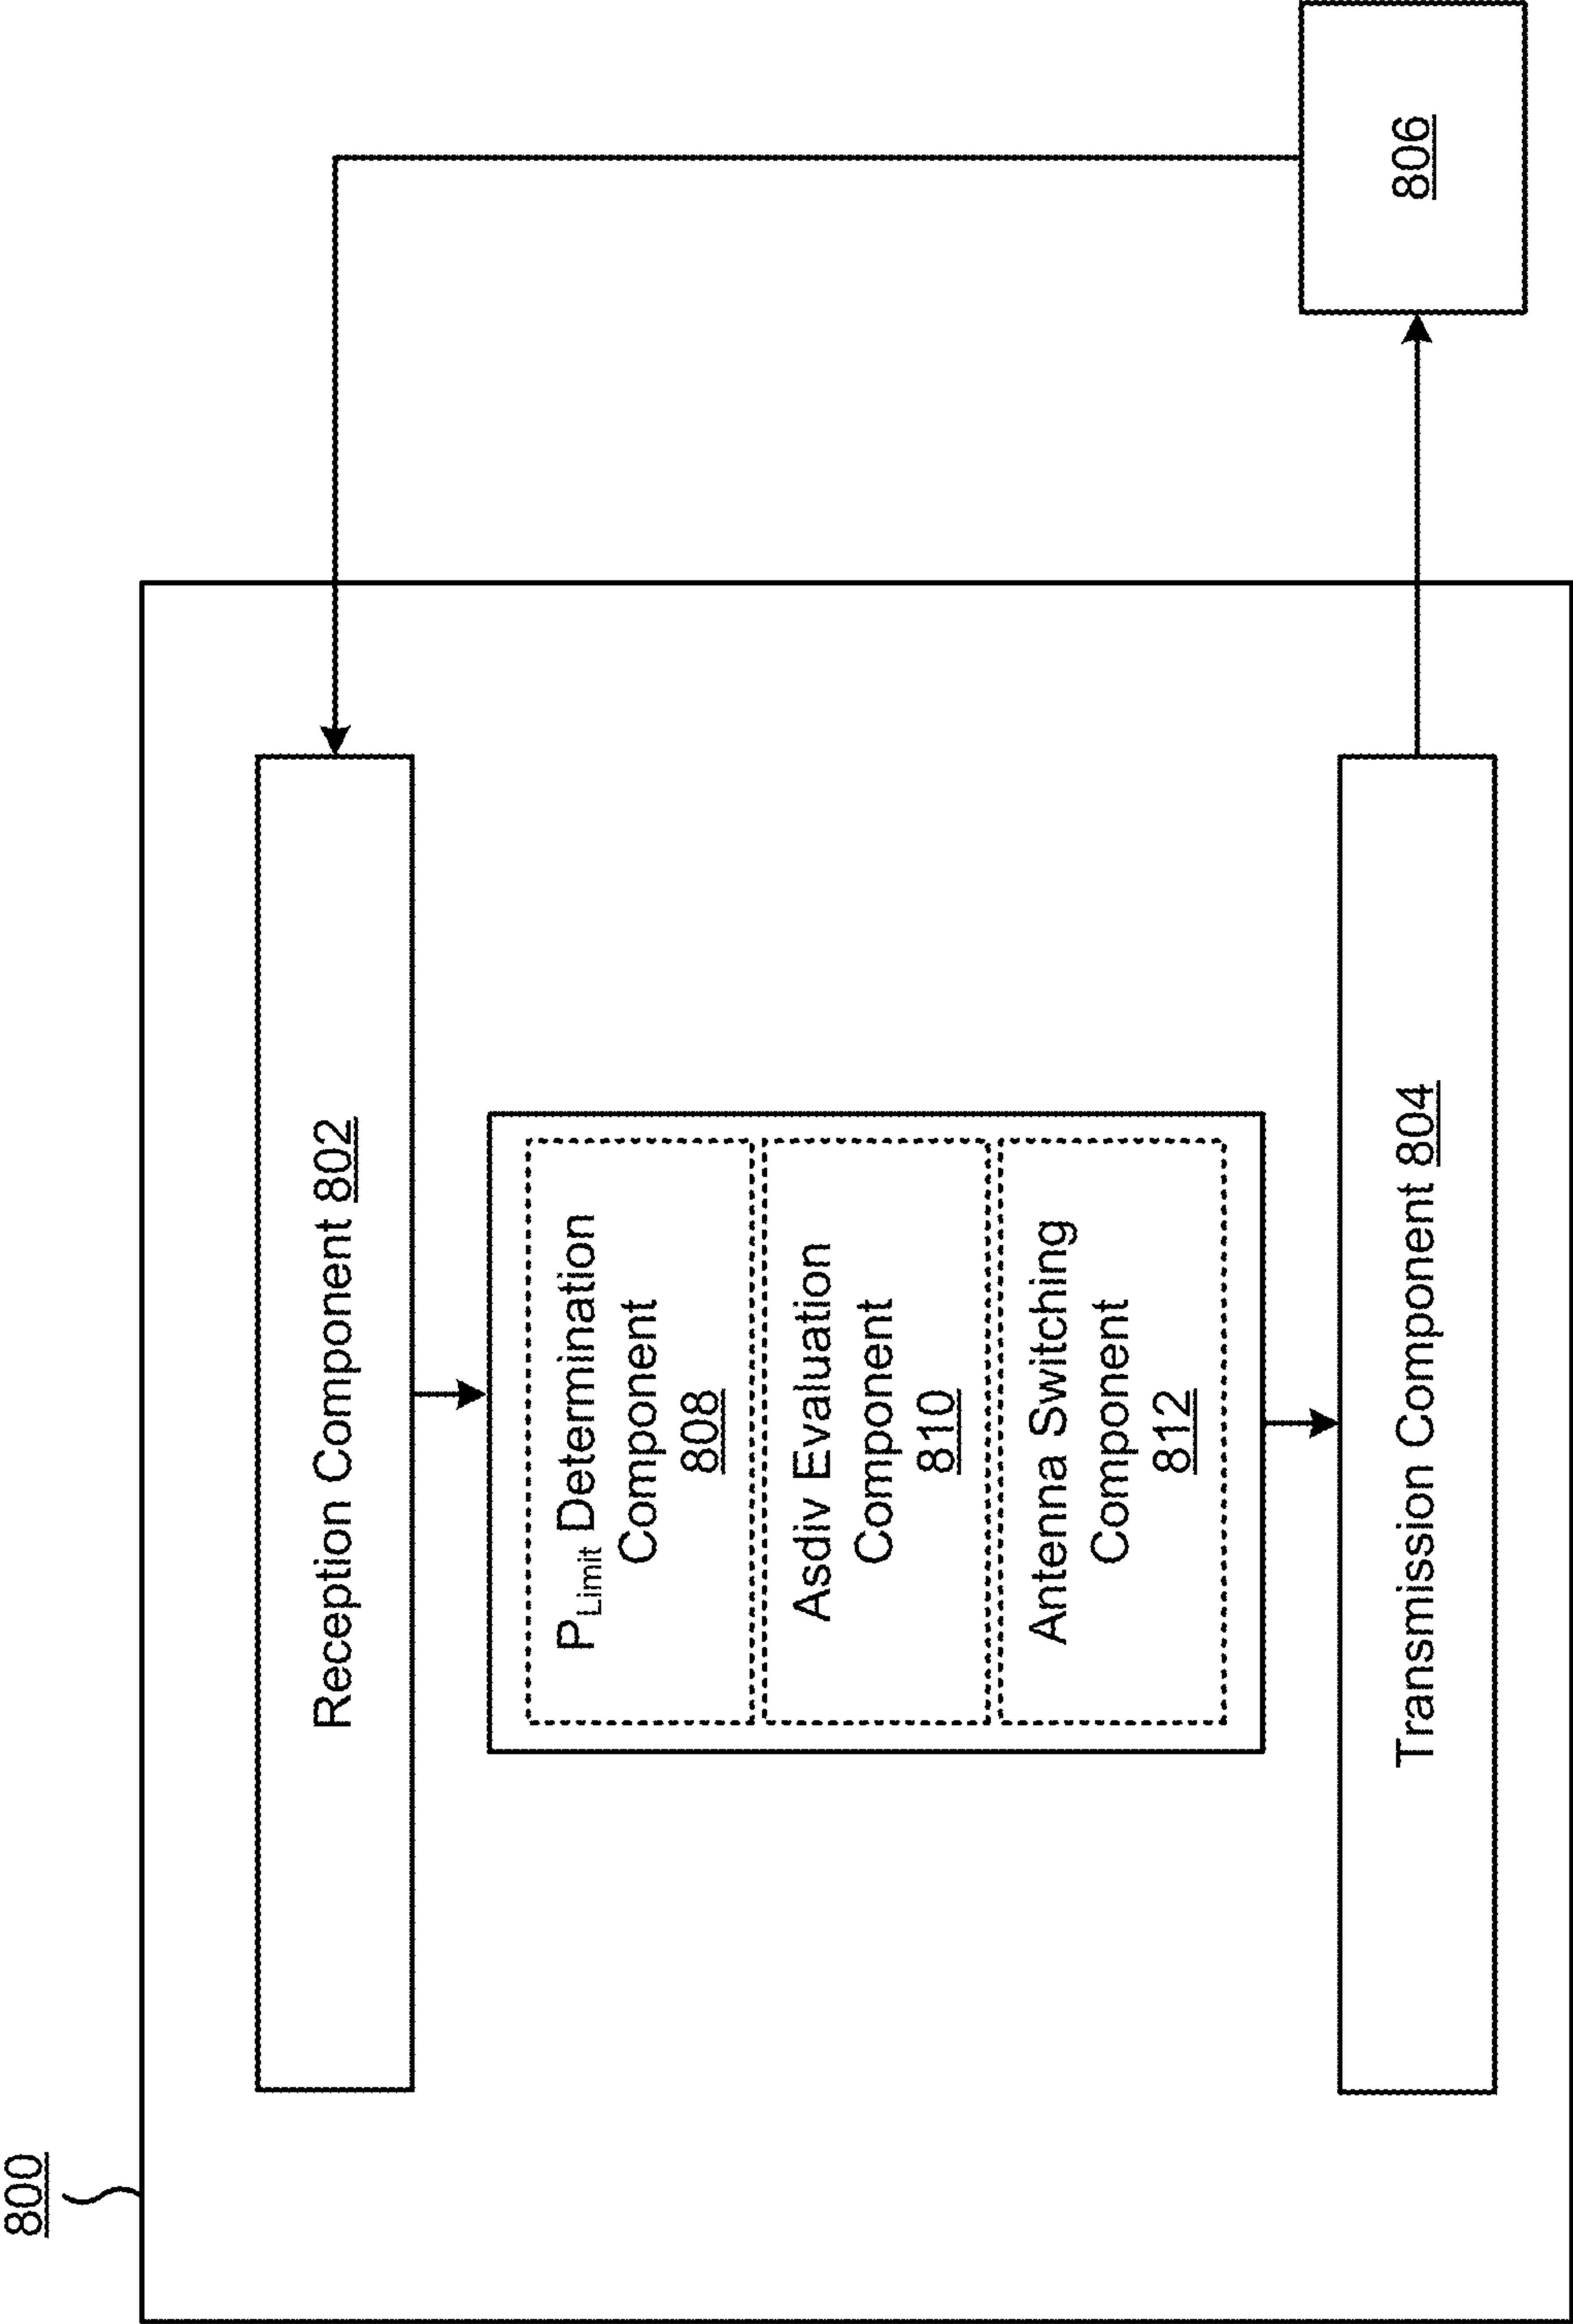 800
Reception Component 802
PLimit Determination
Component
808
Asdiv Evaluation
Component
810
Antenna Switching
Component
812
Transmission Component 804
806